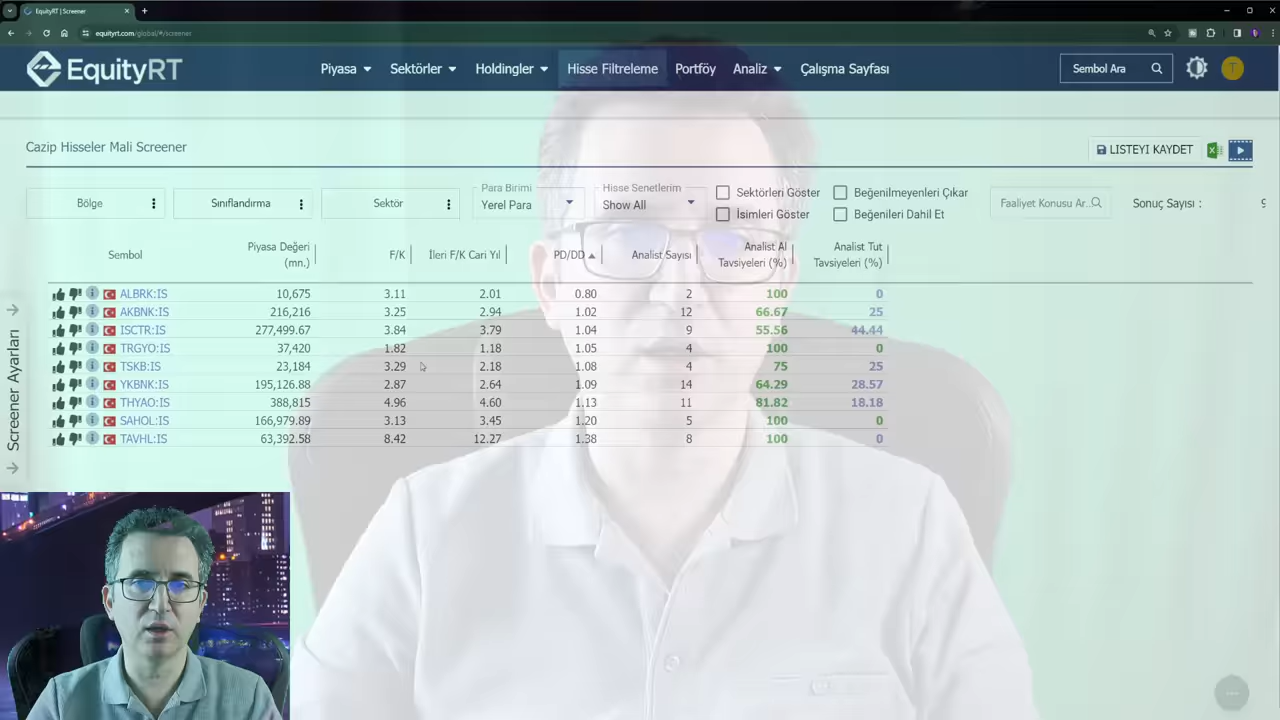 EquityRT | Screener
equityrt.com/global/#/screener
EquityRT
Piyasa
Sektörler
Holdingler
Hisse Filtreleme
Portföy
Analiz
Çalışma Sayfası
Sembol Ara
T
Cazip Hisseler Mali Screener
LISTEYI KAYDET
Bölge
Sınıflandırma
Sektör
Para Birimi
Yerel Para
Hisse Senetlerim
Show All
Sektörleri Göster
İsimleri Göster
Beğenilmeyenleri Çıkar
Beğenileri Dahil Et
Faaliyet Konusu Ar..
Sonuç Sayısı : 9
Sembol
Piyasa Değeri (mn.)
F/K
İleri F/K Cari Yıl
PD/DD
Analist Sayısı
Analist Al Tavsiyeleri (%)
Analist Tut Tavsiyeleri (%)
ALBRK:IS 10,675 3.11 2.01 0.80 2 100 0
AKBNK:IS 216,216 3.25 2.94 1.02 12 66.67 25
ISCTR:IS 277,499.67 3.84 3.79 1.04 9 55.56 44.44
TRGYO:IS 37,420 1.82 1.18 1.05 4 100 0
TSKB:IS 23,184 3.29 2.18 1.08 4 75 25
YKBNK:IS 195,126.88 2.87 2.64 1.09 14 64.29 28.57
THYAO:IS 388,815 4.96 4.60 1.13 11 81.82 18.18
SAHOL:IS 166,979.89 3.13 3.45 1.20 5 100 0
TAVHL:IS 63,392.58 8.42 12.27 1.38 8 100 0
Screener Ayarları